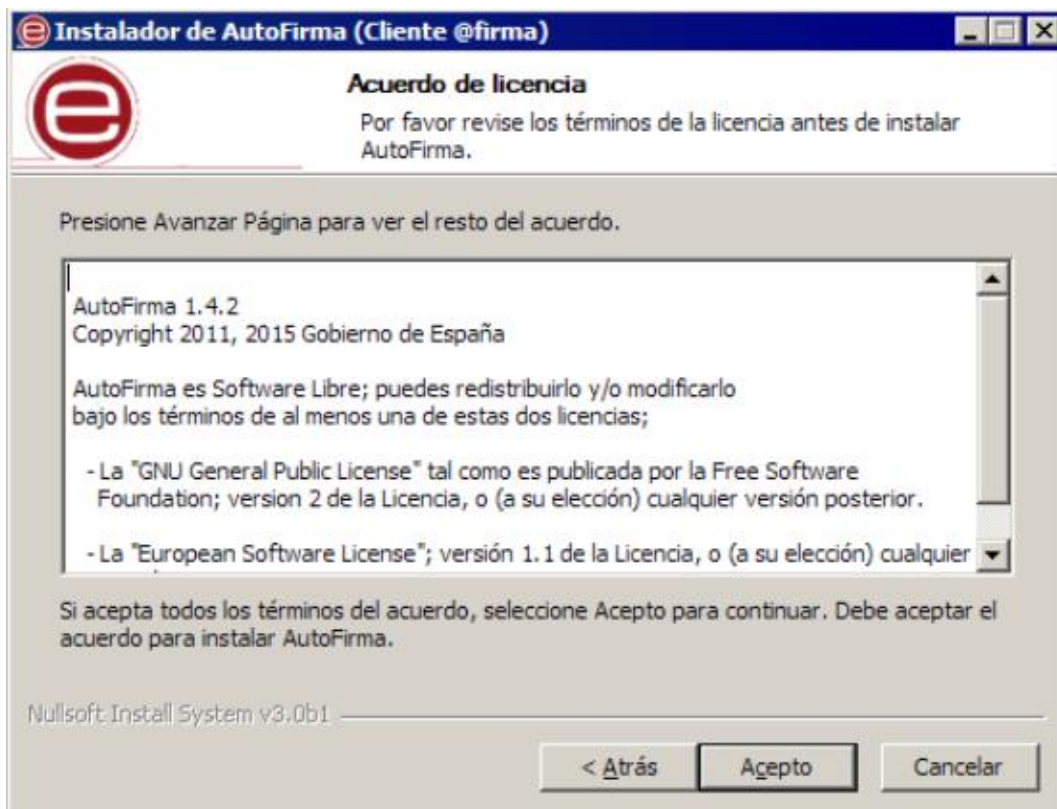 Instalador de AutoFirma (Cliente @firma)
Acuerdo de licencia
Por favor revise los términos de la licencia antes de instalar
AutoFirma.
Presione Avanzar Página para ver el resto del acuerdo.
AutoFirma 1.4.2
Copyright 2011, 2015 Gobierno de España
AutoFirma es Software Libre; puedes redistribuirlo y/o modificarlo
bajo los términos de al menos una de estas dos licencias;
- La "GNU General Public License" tal como es publicada por la Free Software
Foundation; version 2 de la Licencia, o (a su elección) cualquier versión posterior.
- La "European Software License"; versión 1.1 de la Licencia, o (a su elección) cualquier
Si acepta todos los términos del acuerdo, seleccione Acepto para continuar. Debe aceptar el
acuerdo para instalar AutoFirma.
Nullsoft Install System v3.0b1
< Atrás
Acepto
Cancelar